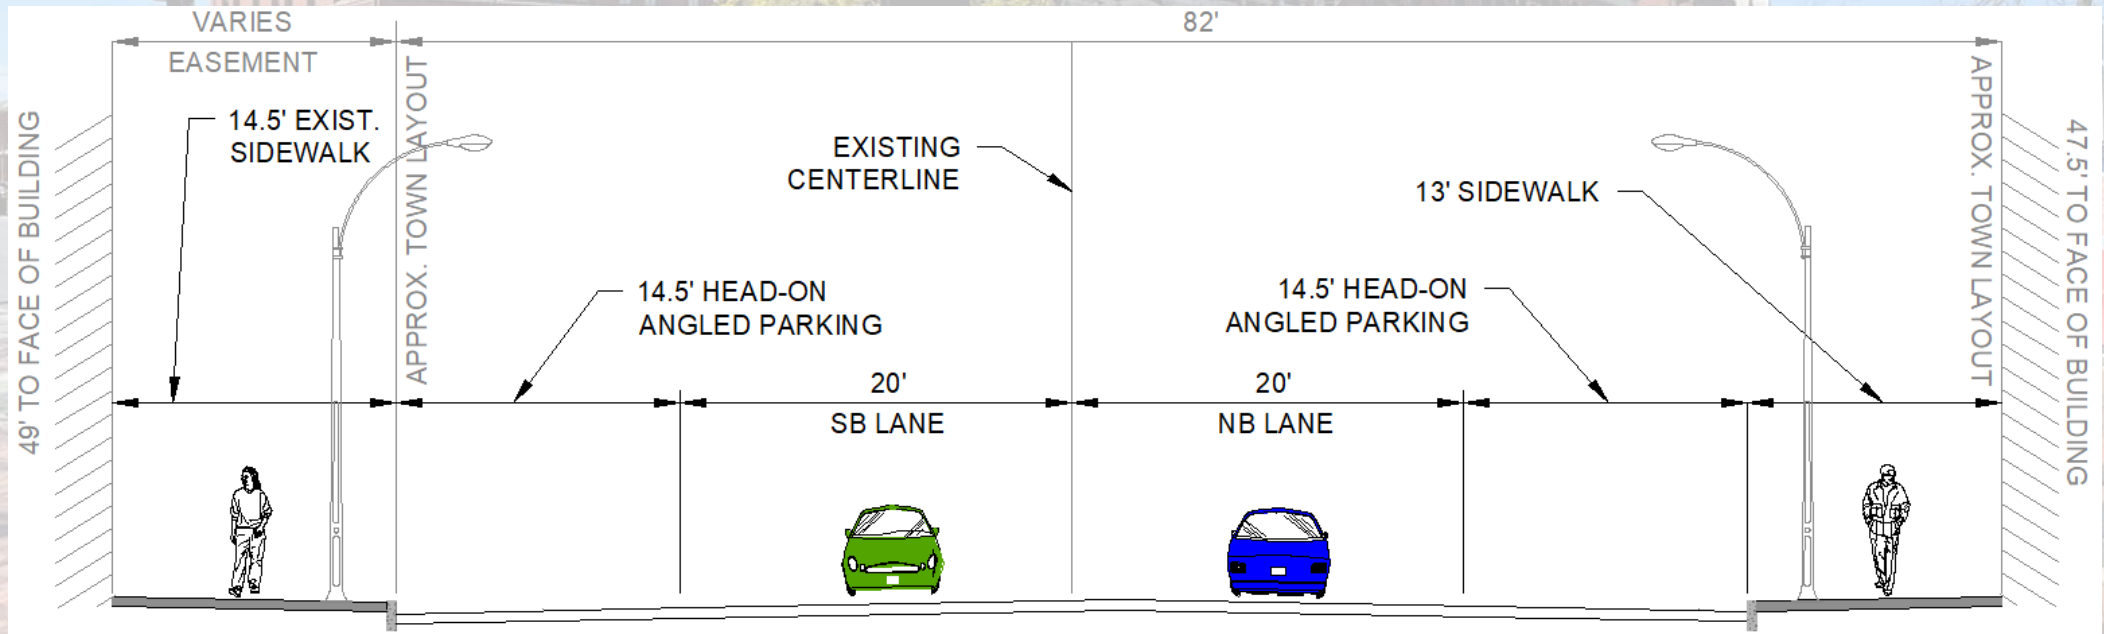 VARIES
82'
EASEMENT
49' TO FACE OF BUILDING
14.5' EXIST.
SIDEWALK
APPROX. TOWN LAYOUT
EXISTING
CENTERLINE
13' SIDEWALK
APPROX. TOWN LAYOUT
47.5' TO FACE OF BUILDING
14.5' HEAD-ON
ANGLED PARKING
14.5' HEAD-ON
ANGLED PARKING
20'
SB LANE
20'
NB LANE